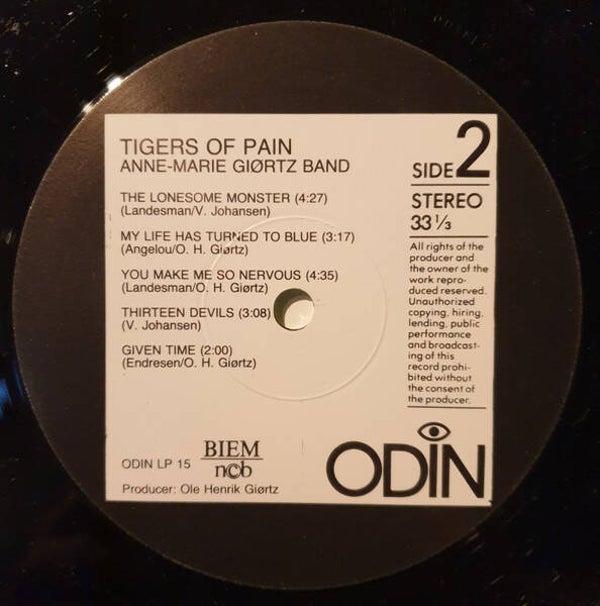 TIGERS OF PAIN
ANNE-MARIE GIØRTZ BAND
SIDE 2
STEREO
33 1/3
THE LONESOME MONSTER (4:27)
(Landesman/V. Johansen)
MY LIFE HAS TURNED TO BLUE (3:17)
(Angelou/O. H. Giørtz)
YOU MAKE ME SO NERVOUS (4:35)
(Landesman/O. H. Giørtz)
THIRTEEN DEVILS (3:08)
(V. Johansen)
GIVEN TIME (2:00)
(Endresen/O. H. Giørtz)
All rights of the
producer and
the owner of the
work repro-
duced reserved.
Unauthorized
copying, hiring,
lending, public
performance
and broadcast-
ing of this
record prohi-
bited without
the consent of
the producer.
ODIN LP 15
BIEM
ncb
Producer: Ole Henrik Giørtz
ODIN